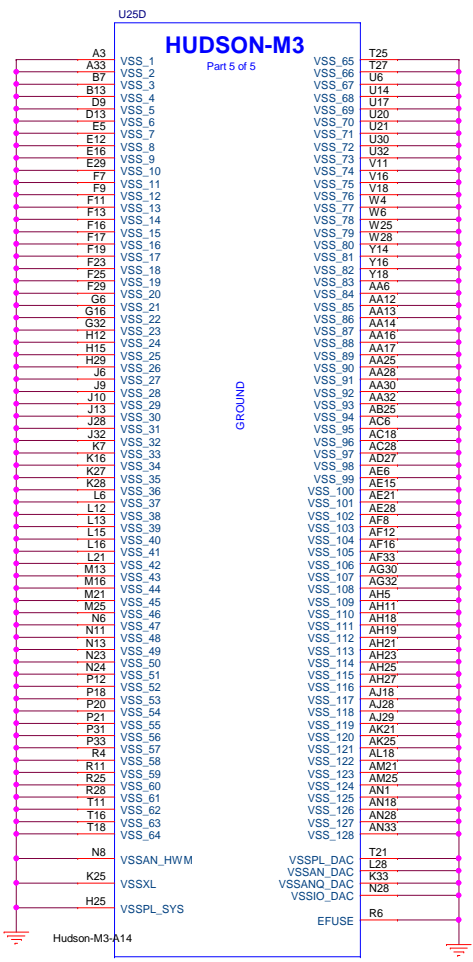 U25D
HUDSON-M3
Part 5 of 5
A3 VSS_1 VSS_65 T25
A33 VSS_2 VSS_66 T27
B7 VSS_3 VSS_67 U6
B13 VSS_4 VSS_68 U14
D9 VSS_5 VSS_69 U17
D13 VSS_6 VSS_70 U20
E5 VSS_7 VSS_71 U21
E12 VSS_8 VSS_72 U30
E16 VSS_9 VSS_73 U32
E29 VSS_10 VSS_74 V11
F7 VSS_11 VSS_75 V16
F9 VSS_12 VSS_76 V18
F11 VSS_13 VSS_77 W4
F13 VSS_14 VSS_78 W6
F16 VSS_15 VSS_79 W25
F17 VSS_16 VSS_80 W28
F19 VSS_17 VSS_81 Y14
F23 VSS_18 VSS_82 Y16
F25 VSS_19 VSS_83 Y18
F29 VSS_20 VSS_84 AA6
G6 VSS_21 VSS_85 AA12
G16 VSS_22 VSS_86 AA13
G32 VSS_23 VSS_87 AA14
H12 VSS_24 VSS_88 AA16
H15 VSS_25 VSS_89 AA17
H29 VSS_26 VSS_90 AA25
J6 VSS_27 VSS_91 AA28
J9 VSS_28 VSS_92 AA30
J10 VSS_29 VSS_93 AA32
J13 VSS_30 VSS_94 AB25
J28 VSS_31 VSS_95 AC6
J32 VSS_32 VSS_96 AC18
K7 VSS_33 VSS_97 AC28
K16 VSS_34 VSS_98 AD27
K27 VSS_35 VSS_99 AE6
K28 VSS_36 VSS_100 AE15
L6 VSS_37 VSS_101 AE21
L12 VSS_38 VSS_102 AE28
L13 VSS_39 VSS_103 AF8
L15 VSS_40 VSS_104 AF12
L16 VSS_41 VSS_105 AF16
L21 VSS_42 VSS_106 AF33
M13 VSS_43 VSS_107 AG30
M16 VSS_44 VSS_108 AG32
M21 VSS_45 VSS_109 AH5
M25 VSS_46 VSS_110 AH11
N6 VSS_47 VSS_111 AH18
N11 VSS_48 VSS_112 AH19
N13 VSS_49 VSS_113 AH21
N23 VSS_50 VSS_114 AH23
N24 VSS_51 VSS_115 AH25
P12 VSS_52 VSS_116 AH27
P18 VSS_53 VSS_117 AJ18
P20 VSS_54 VSS_118 AJ28
P21 VSS_55 VSS_119 AJ29
P31 VSS_56 VSS_120 AK21
P33 VSS_57 VSS_121 AK25
R4 VSS_58 VSS_122 AL18
R11 VSS_59 VSS_123 AM21
R25 VSS_60 VSS_124 AM25
R28 VSS_61 VSS_125 AN1
T11 VSS_62 VSS_126 AN18
T16 VSS_63 VSS_127 AN28
T18 VSS_64 VSS_128 AN33
GROUND
N8 VSSAN_HWM VSSPL_DAC T21
VSSAN_DAC L28
K25 VSSXL VSSANQ_DAC K33
VSSIO_DAC N28
H25 VSSPL_SYS
EFUSE R6
Hudson-M3-A14